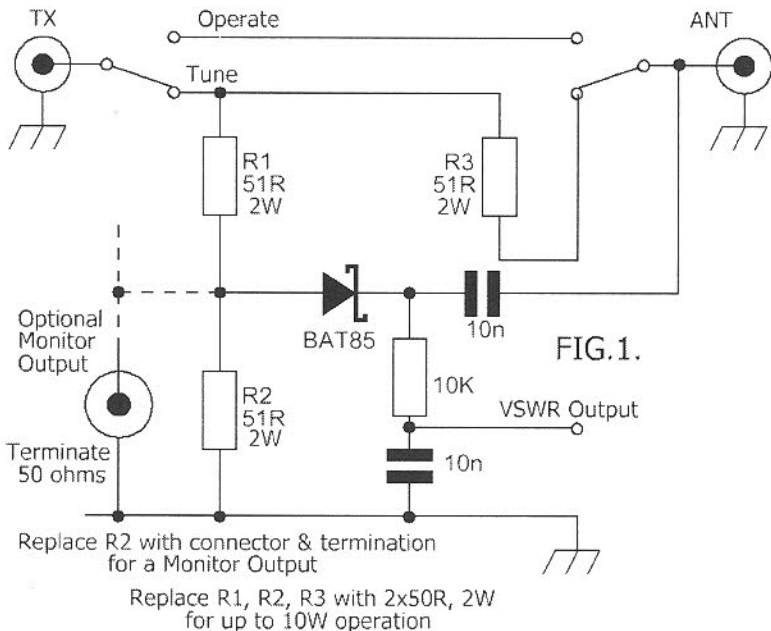 TX
Operate
ANT
Tune
R1
51R
2W
R3
51R
2W
Optional
Monitor
Output
BAT85
10n
FIG.1.
R2
51R
2W
10K
VSWR Output
Terminate
50 ohms
10n
Replace R2 with connector & termination
for a Monitor Output
Replace R1, R2, R3 with 2x50R, 2W
for up to 10W operation